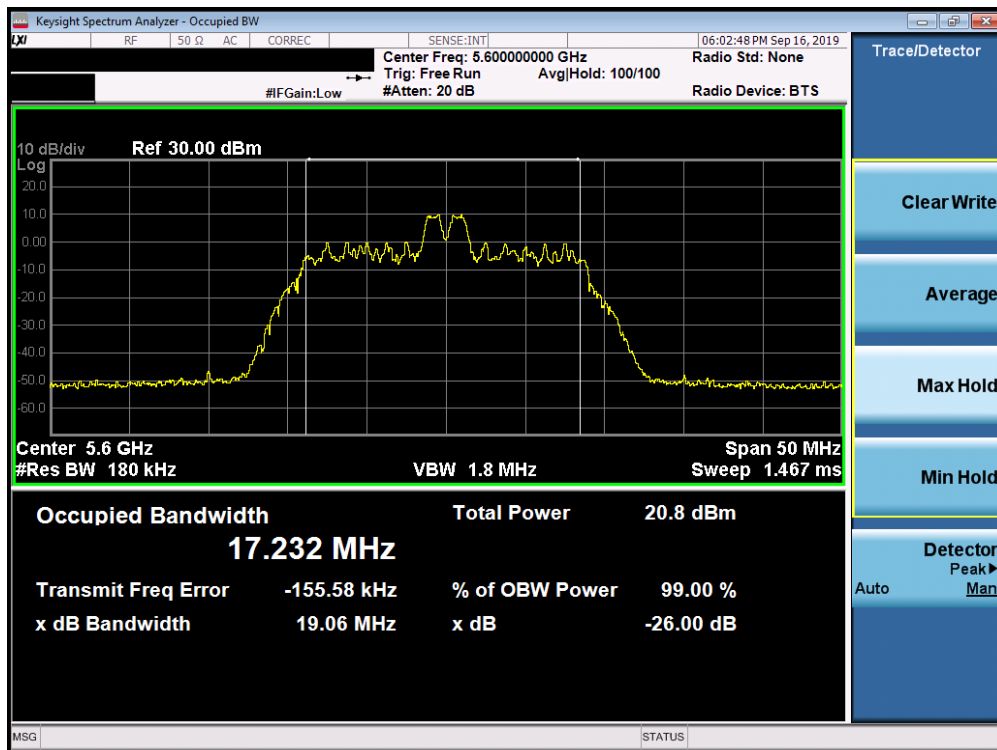 Keysight Spectrum Analyzer - Occupied BW
LXI RF 50 Ω AC CORREC SENSE:INT 06:02:48 PM Sep 16, 2019
Center Freq: 5.600000000 GHz Radio Std: None
Trig: Free Run Avg|Hold: 100/100
#IFGain:Low #Atten: 20 dB Radio Device: BTS
Trace/Detector
10 dB/div Ref 30.00 dBm
Log
20.0
10.0
0.00
-10.0
-20.0
-30.0
-40.0
-50.0
-60.0
Center 5.6 GHz Span 50 MHz
#Res BW 180 kHz VBW 1.8 MHz Sweep 1.467 ms
Occupied Bandwidth Total Power 20.8 dBm
17.232 MHz
Transmit Freq Error -155.58 kHz % of OBW Power 99.00 %
x dB Bandwidth 19.06 MHz x dB -26.00 dB
Clear Write
Average
Max Hold
Min Hold
Detector
Peak▶
Auto Man
MSG STATUS